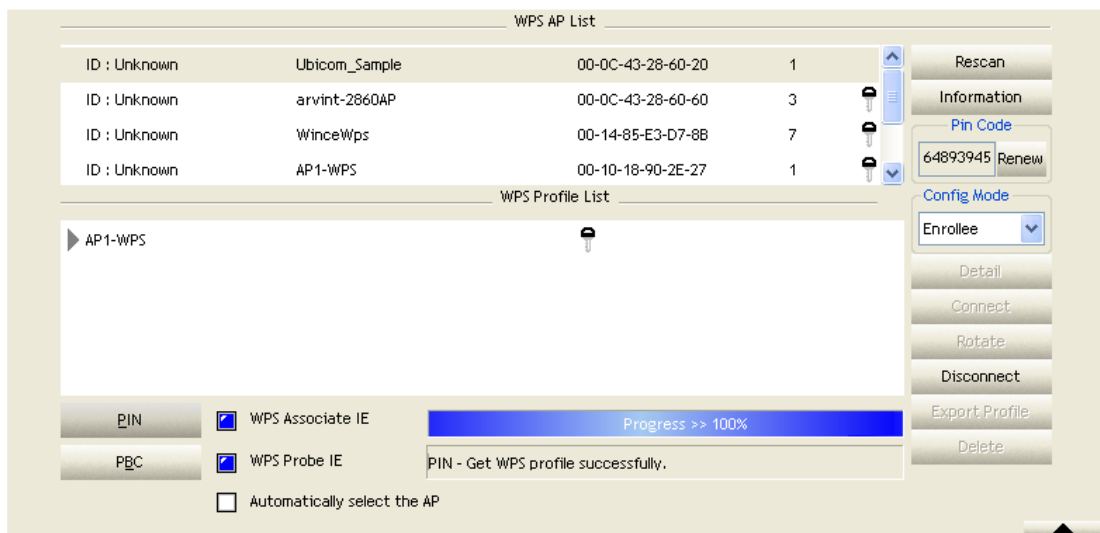 WPS AP List
ID : Unknown Ubicom_Sample 00-0C-43-28-60-20 1
ID : Unknown arvint-2860AP 00-0C-43-28-60-60 3
ID : Unknown WinceWps 00-14-85-E3-D7-8B 7
ID : Unknown AP1-WPS 00-10-18-90-2E-27 1
Rescan
Information
Pin Code
64893945 Renew
Config Mode
Enrollee
Detail
Connect
Rotate
Disconnect
Export Profile
Delete
WPS Profile List
AP1-WPS
PIN
WPS Associate IE
Progress >> 100%
PBC
WPS Probe IE
PIN - Get WPS profile successfully.
Automatically select the AP